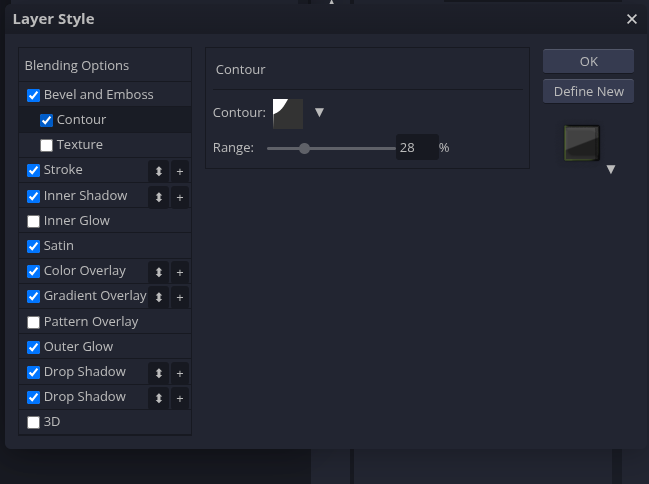 Layer Style
Blending Options
Bevel and Emboss
Contour
Texture
Stroke
Inner Shadow
Inner Glow
Satin
Color Overlay
Gradient Overlay
Pattern Overlay
Outer Glow
Drop Shadow
Drop Shadow
3D
Contour
Contour:
Range: 28 %
OK
Define New